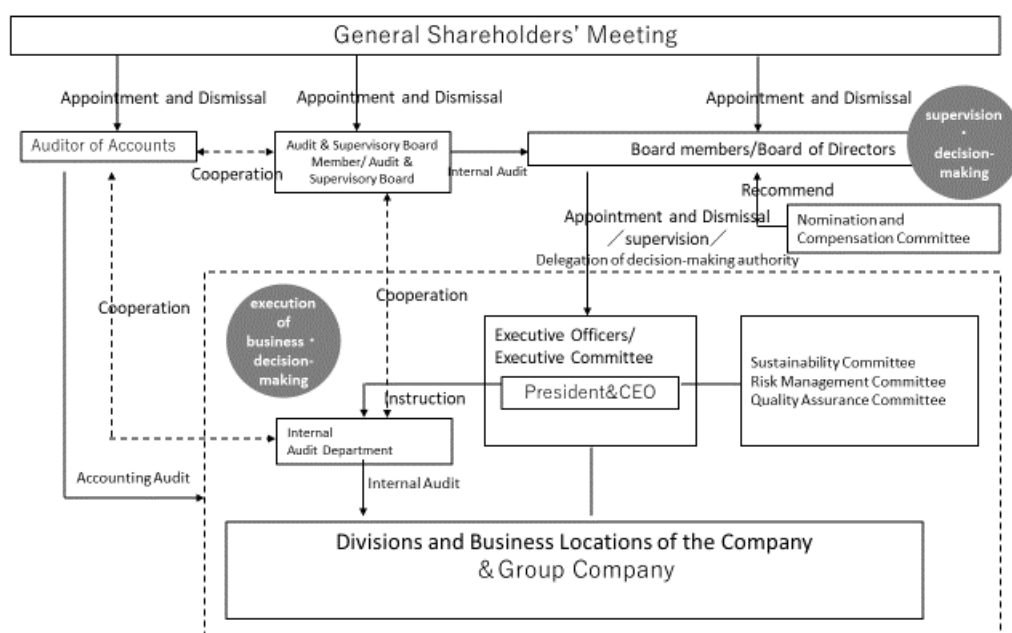 General Shareholders' Meeting
Appointment and Dismissal
Appointment and Dismissal
Appointment and Dismissal
supervision
・
decision-
making
Auditor of Accounts
Cooperation
Audit & Supervisory Board
Member/ Audit &
Supervisory Board
Internal Audit
Board members/Board of Directors
Recommend
Nomination and
Compensation Committee
Appointment and Dismissal
／supervision／
Delegation of decision-making authority
Cooperation
Cooperation
execution
of
business・
decision-
making
Executive Officers/
Executive Committee
President&CEO
Sustainability Committee
Risk Management Committee
Quality Assurance Committee
Instruction
Internal
Audit Department
Accounting Audit
Internal Audit
Divisions and Business Locations of the Company
& Group Company